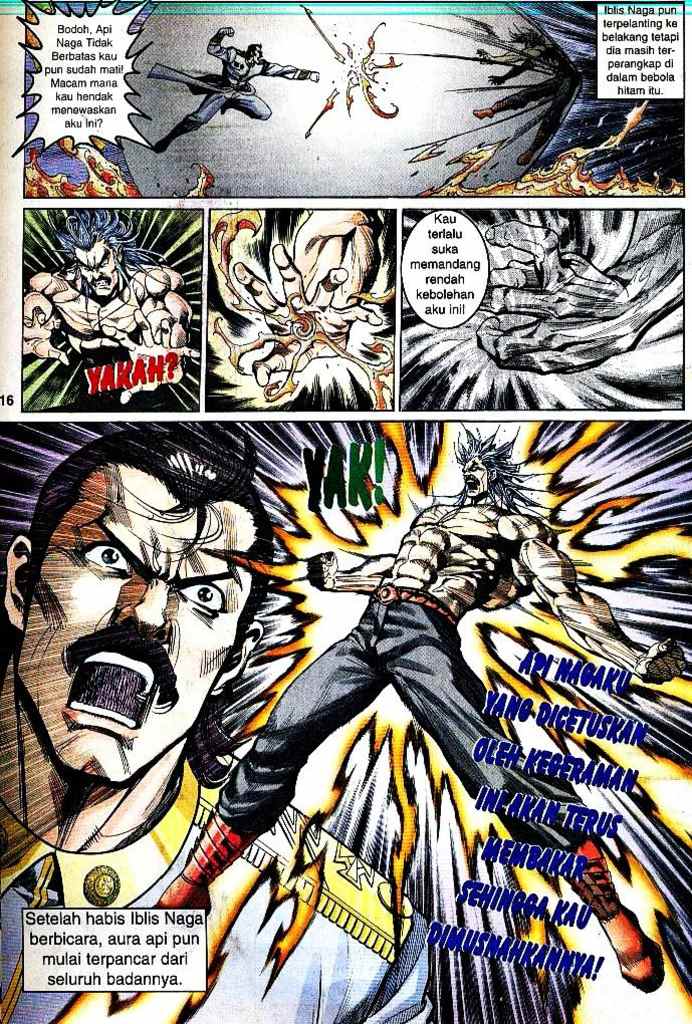 Bodoh, Api
Naga Tidak
Berbatas kau
pun sudah mati!
Macam mana
kau hendak
menewaskan
aku ini?
Iblis Naga pun
terpelanting ke
belakang tetapi
dia masih ter-
perangkap di
dalam bebola
hitam itu.
YAKAH?
Kau
terlalu
suka
memandang
rendah
kebolehan
aku ini!
16
YAK!
API NAGAKU
YANG DICETUSKAN
OLEH KEGERAMAN
INI AKAN TERUS
MEMBAKAR
SEHINGGA KAU
DIMUSNAHKANNYA!
Setelah habis Iblis Naga
berbicara, aura api pun
mulai terpancar dari
seluruh badannya.